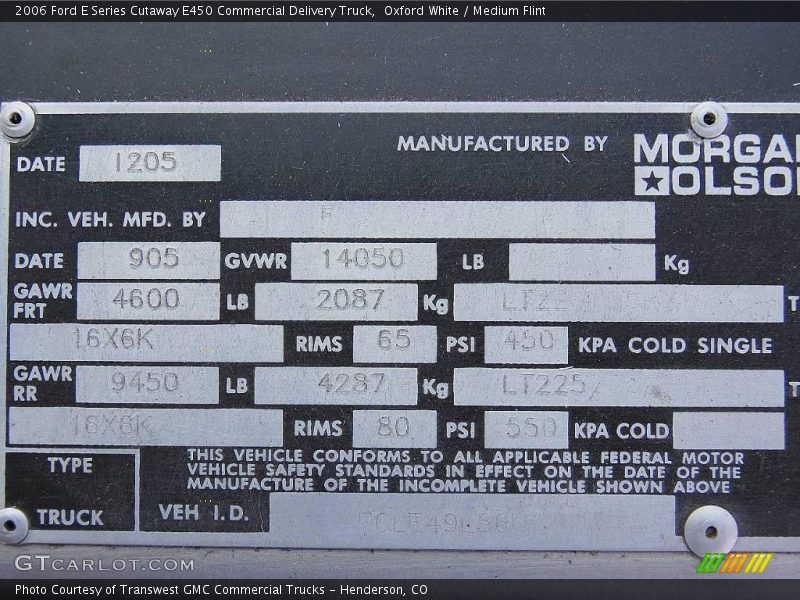 2006 Ford E Series Cutaway E450 Commercial Delivery Truck, Oxford White / Medium Flint
MANUFACTURED BY MORGAN
DATE 1205
OLSO
INC. VEH. MFD. BY F
DATE 905 GVWR 14050 LB Kg
GAWR FRT 4600 LB 2087 Kg
16X6K RIMS 65 PSI 450 KPA COLD SINGLE
GAWR RR 9450 LB 4287 Kg LT225/
16X6K RIMS 80 PSI 550 KPA COLD
THIS VEHICLE CONFORMS TO ALL APPLICABLE FEDERAL MOTOR
VEHICLE SAFETY STANDARDS IN EFFECT ON THE DATE OF THE
MANUFACTURE OF THE INCOMPLETE VEHICLE SHOWN ABOVE
TYPE
TRUCK VEH I.D.
GTCARLOT.COM
Photo Courtesy of Transwest GMC Commercial Trucks - Henderson, CO